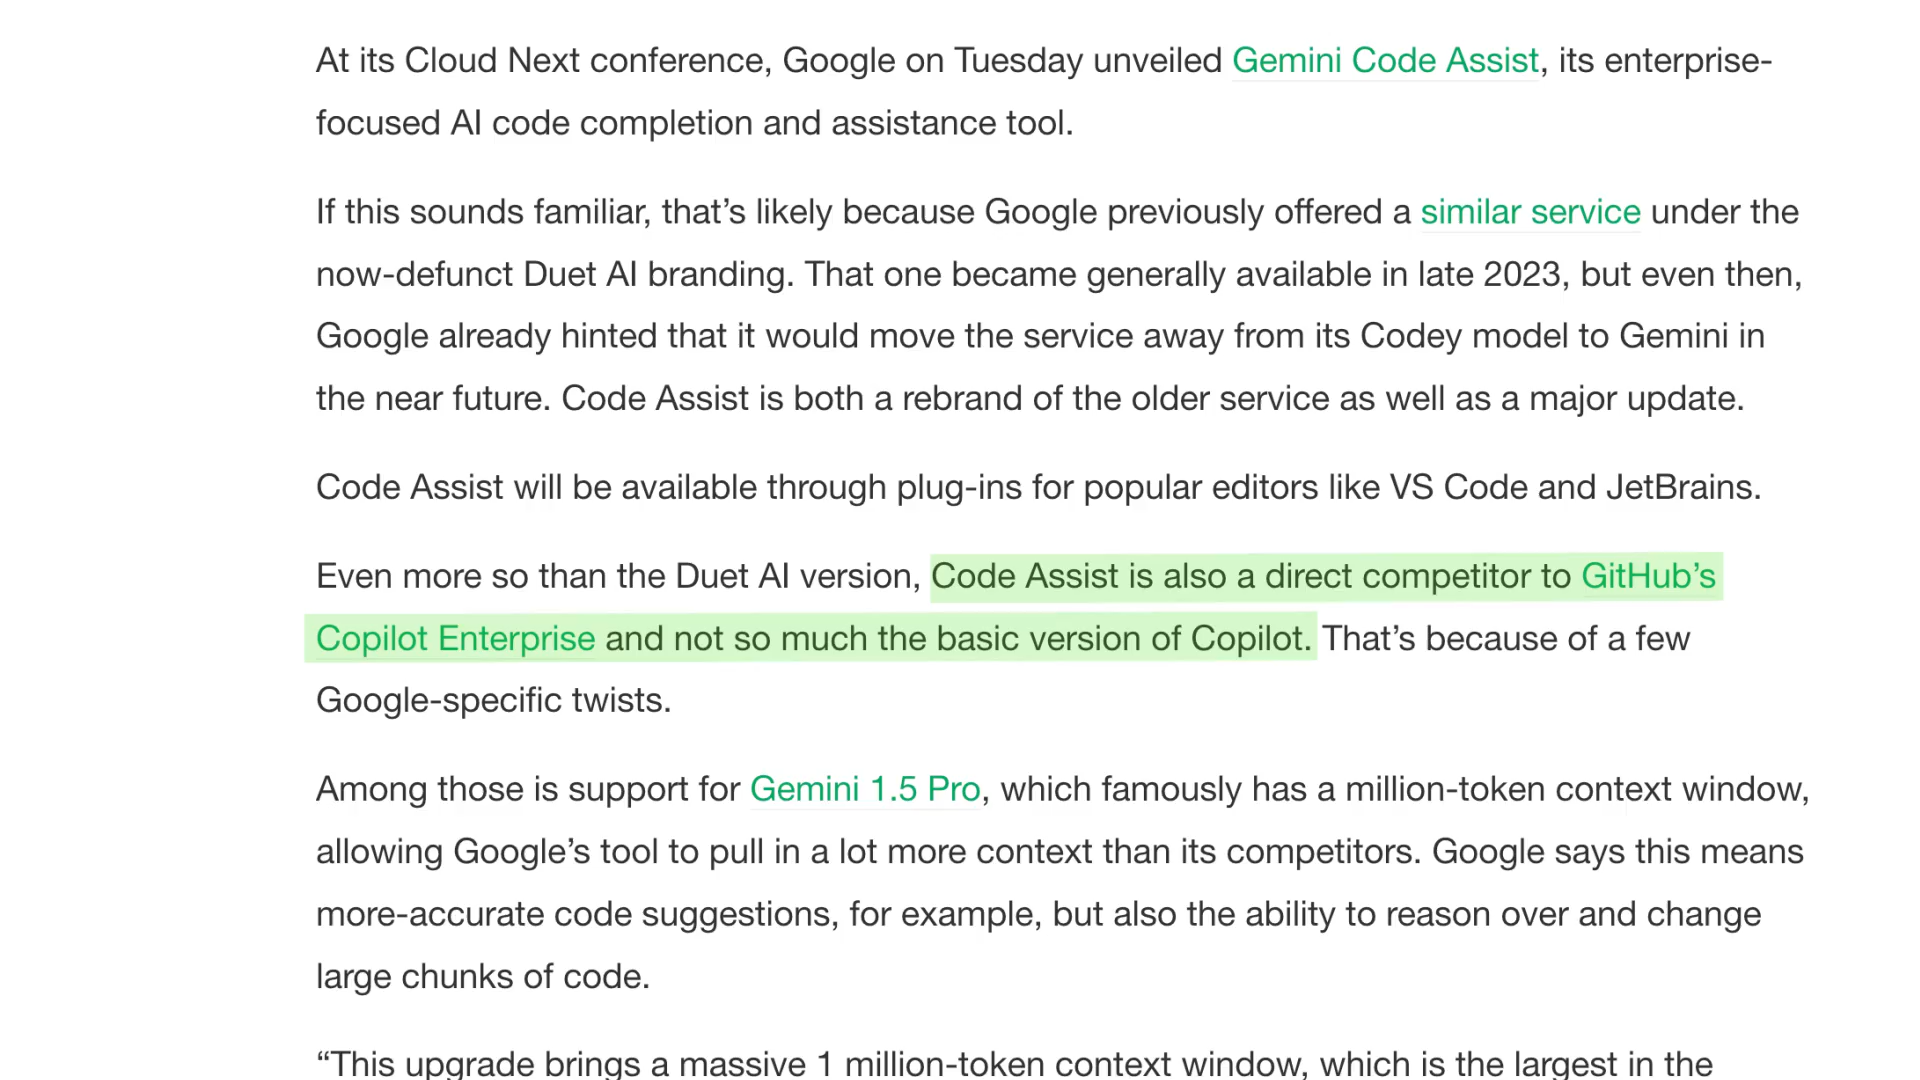 At its Cloud Next conference, Google on Tuesday unveiled Gemini Code Assist, its enterprise-
focused AI code completion and assistance tool.
If this sounds familiar, that’s likely because Google previously offered a similar service under the
now-defunct Duet AI branding. That one became generally available in late 2023, but even then,
Google already hinted that it would move the service away from its Codey model to Gemini in
the near future. Code Assist is both a rebrand of the older service as well as a major update.
Code Assist will be available through plug-ins for popular editors like VS Code and JetBrains.
Even more so than the Duet AI version, Code Assist is also a direct competitor to GitHub’s
Copilot Enterprise and not so much the basic version of Copilot. That’s because of a few
Google-specific twists.
Among those is support for Gemini 1.5 Pro, which famously has a million-token context window,
allowing Google’s tool to pull in a lot more context than its competitors. Google says this means
more-accurate code suggestions, for example, but also the ability to reason over and change
large chunks of code.
“This upgrade brings a massive 1 million-token context window, which is the largest in the